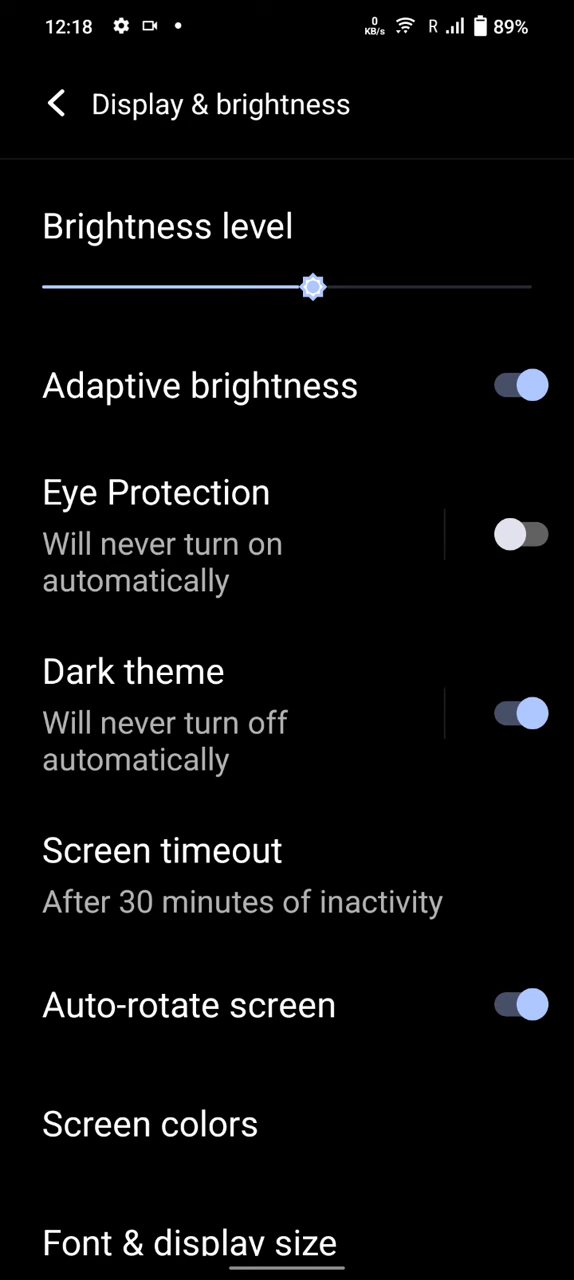 12:18 0 KB/s R 89%
Display & brightness
Brightness level
Adaptive brightness
Eye Protection
Will never turn on
automatically
Dark theme
Will never turn off
automatically
Screen timeout
After 30 minutes of inactivity
Auto-rotate screen
Screen colors
Font & display size